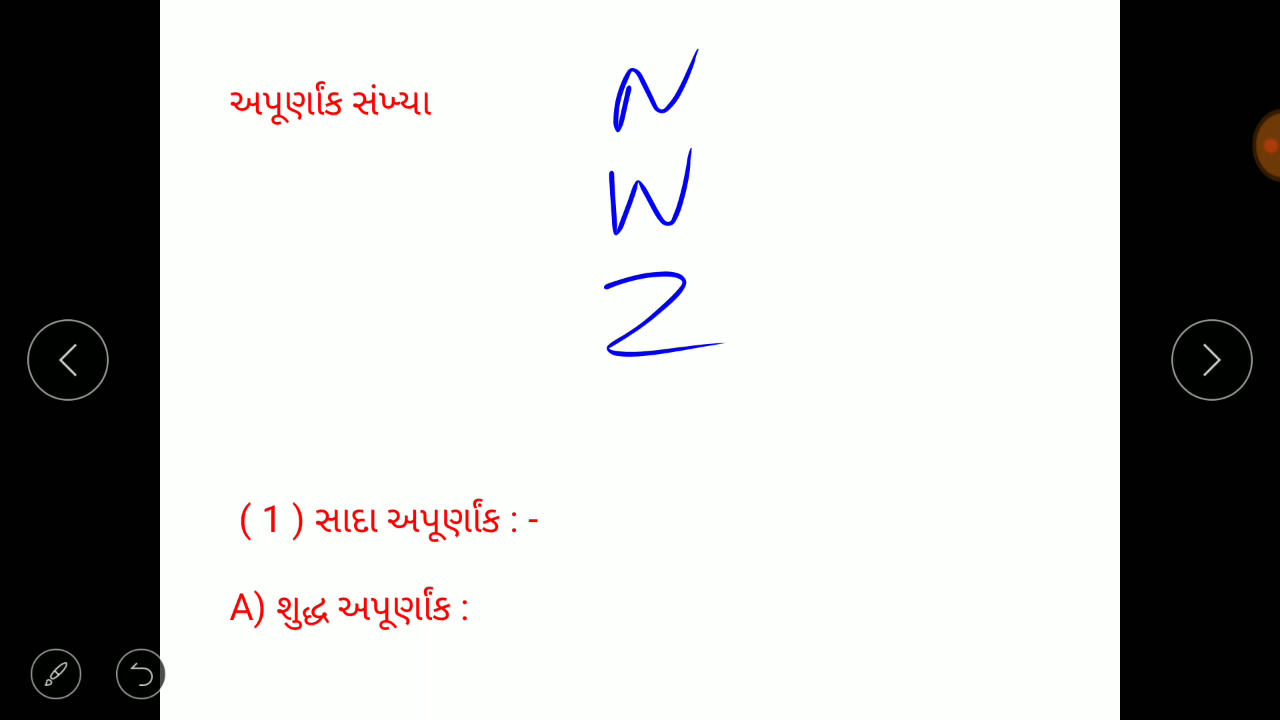 અપૂર્ણાંક સંખ્યા
N
W
Z
( 1 ) સાદા અપૂર્ણાંક : -
A) શુદ્ધ અપૂર્ણાંક :